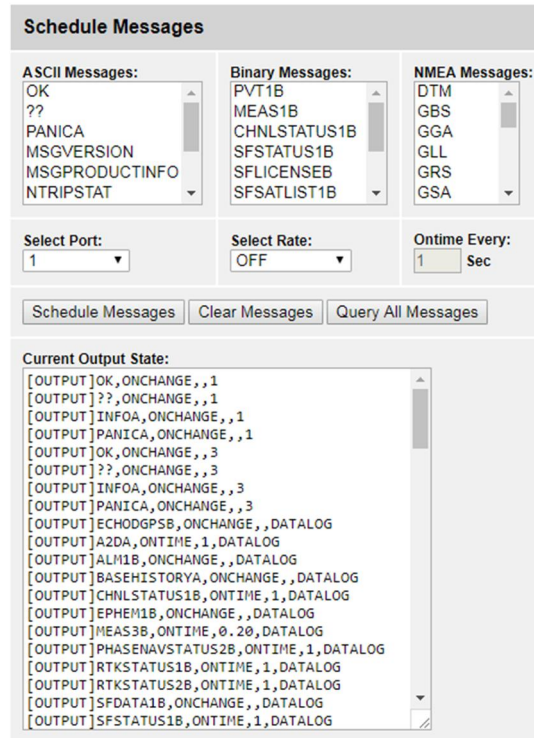 Schedule Messages
ASCII Messages:
OK
??
PANICA
MSGVERSION
MSGPRODUCTINFO
NTRIPSTAT
Binary Messages:
PVT1B
MEAS1B
CHNLSTATUS1B
SFSTATUS1B
SFLICENSEB
SFSATLIST1B
NMEA Messages:
DTM
GBS
GGA
GLL
GRS
GSA
Select Port:
1
Select Rate:
OFF
Ontime Every:
1 Sec
Schedule Messages Clear Messages Query All Messages
Current Output State:
[OUTPUT]OK,ONCHANGE,,1
[OUTPUT]??,ONCHANGE,,1
[OUTPUT]INFOA,ONCHANGE,,1
[OUTPUT]PANICA,ONCHANGE,,1
[OUTPUT]OK,ONCHANGE,,3
[OUTPUT]??,ONCHANGE,,3
[OUTPUT]INFOA,ONCHANGE,,3
[OUTPUT]PANICA,ONCHANGE,,3
[OUTPUT]ECHODGPSB,ONCHANGE,,DATALOG
[OUTPUT]A2DA,ONTIME,1,DATALOG
[OUTPUT]ALM1B,ONCHANGE,,DATALOG
[OUTPUT]BASEHISTORYA,ONCHANGE,,DATALOG
[OUTPUT]CHNLSTATUS1B,ONTIME,1,DATALOG
[OUTPUT]EPHEM1B,ONCHANGE,,DATALOG
[OUTPUT]MEAS3B,ONTIME,0.20,DATALOG
[OUTPUT]PHASENAVSTATUS2B,ONTIME,1,DATALOG
[OUTPUT]RTKSTATUS1B,ONTIME,1,DATALOG
[OUTPUT]RTKSTATUS2B,ONTIME,1,DATALOG
[OUTPUT]SFDATA1B,ONCHANGE,,DATALOG
[OUTPUT]SFSTATUS1B,ONTIME,1,DATALOG